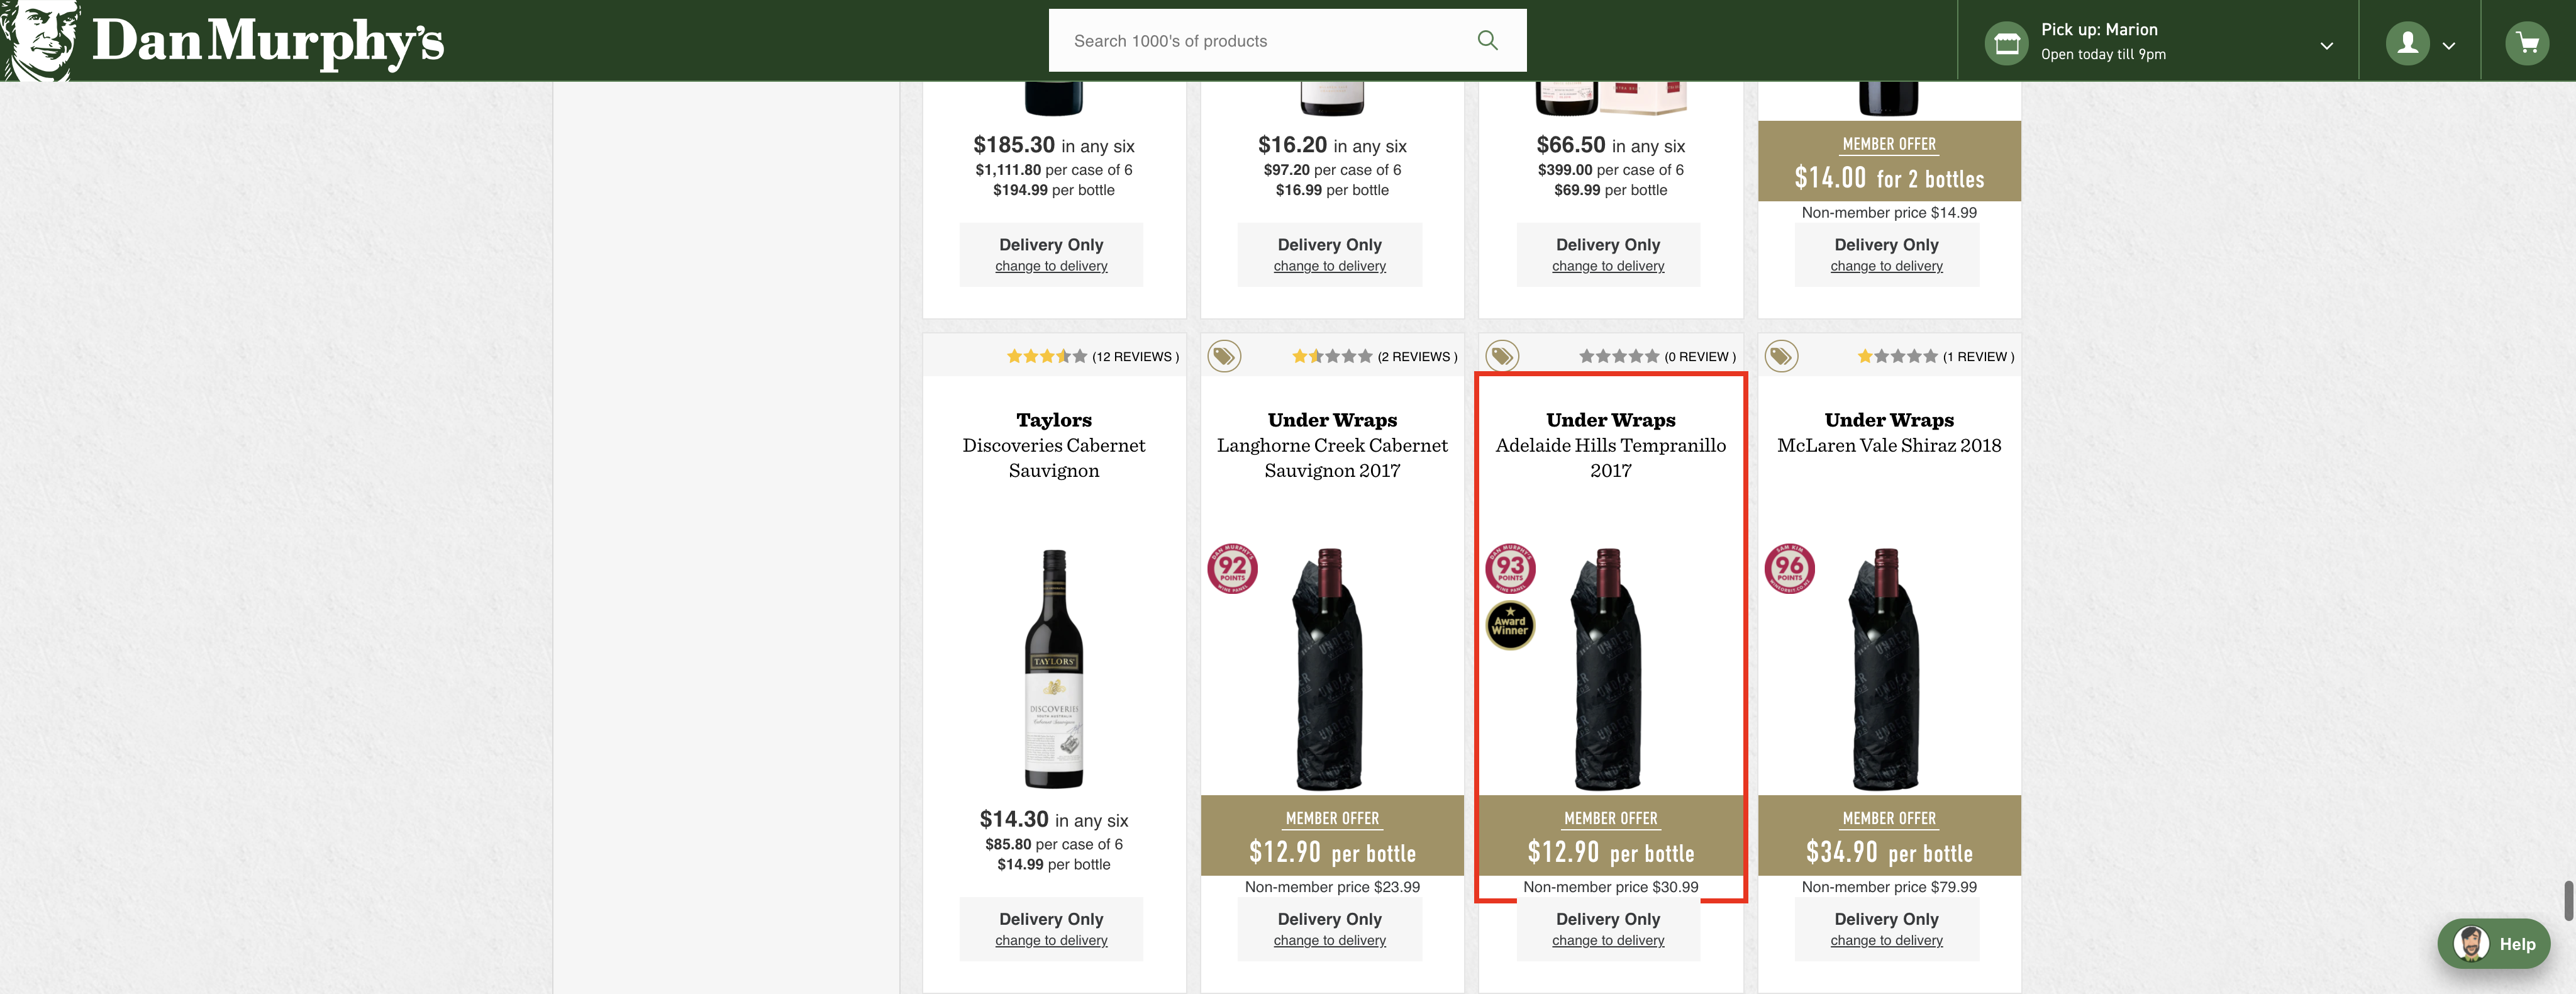 Dan Murphy's
Search 1000's of products
Pick up: Marion
Open today till 9pm
$185.30 in any six
$1,111.80 per case of 6
$194.99 per bottle
Delivery Only
change to delivery
$16.20 in any six
$97.20 per case of 6
$16.99 per bottle
Delivery Only
change to delivery
$66.50 in any six
$399.00 per case of 6
$69.99 per bottle
Delivery Only
change to delivery
MEMBER OFFER
$14.00 for 2 bottles
Non-member price $14.99
Delivery Only
change to delivery
(12 REVIEWS )
Taylors
Discoveries Cabernet
Sauvignon
TAYLORS
DISCOVERIES
$14.30 in any six
$85.80 per case of 6
$14.99 per bottle
Delivery Only
change to delivery
(2 REVIEWS )
Under Wraps
Langhorne Creek Cabernet
Sauvignon 2017
DAN MURPHY'S
92
POINTS
WINE PANEL
MEMBER OFFER
$12.90 per bottle
Non-member price $23.99
Delivery Only
change to delivery
(0 REVIEW )
Under Wraps
Adelaide Hills Tempranillo
2017
DAN MURPHY'S
93
POINTS
WINE PANEL
Award
Winner
MEMBER OFFER
$12.90 per bottle
Non-member price $30.99
Delivery Only
change to delivery
(1 REVIEW )
Under Wraps
McLaren Vale Shiraz 2018
SAM KIM
96
POINTS
MEMBER OFFER
$34.90 per bottle
Non-member price $79.99
Delivery Only
change to delivery
Help